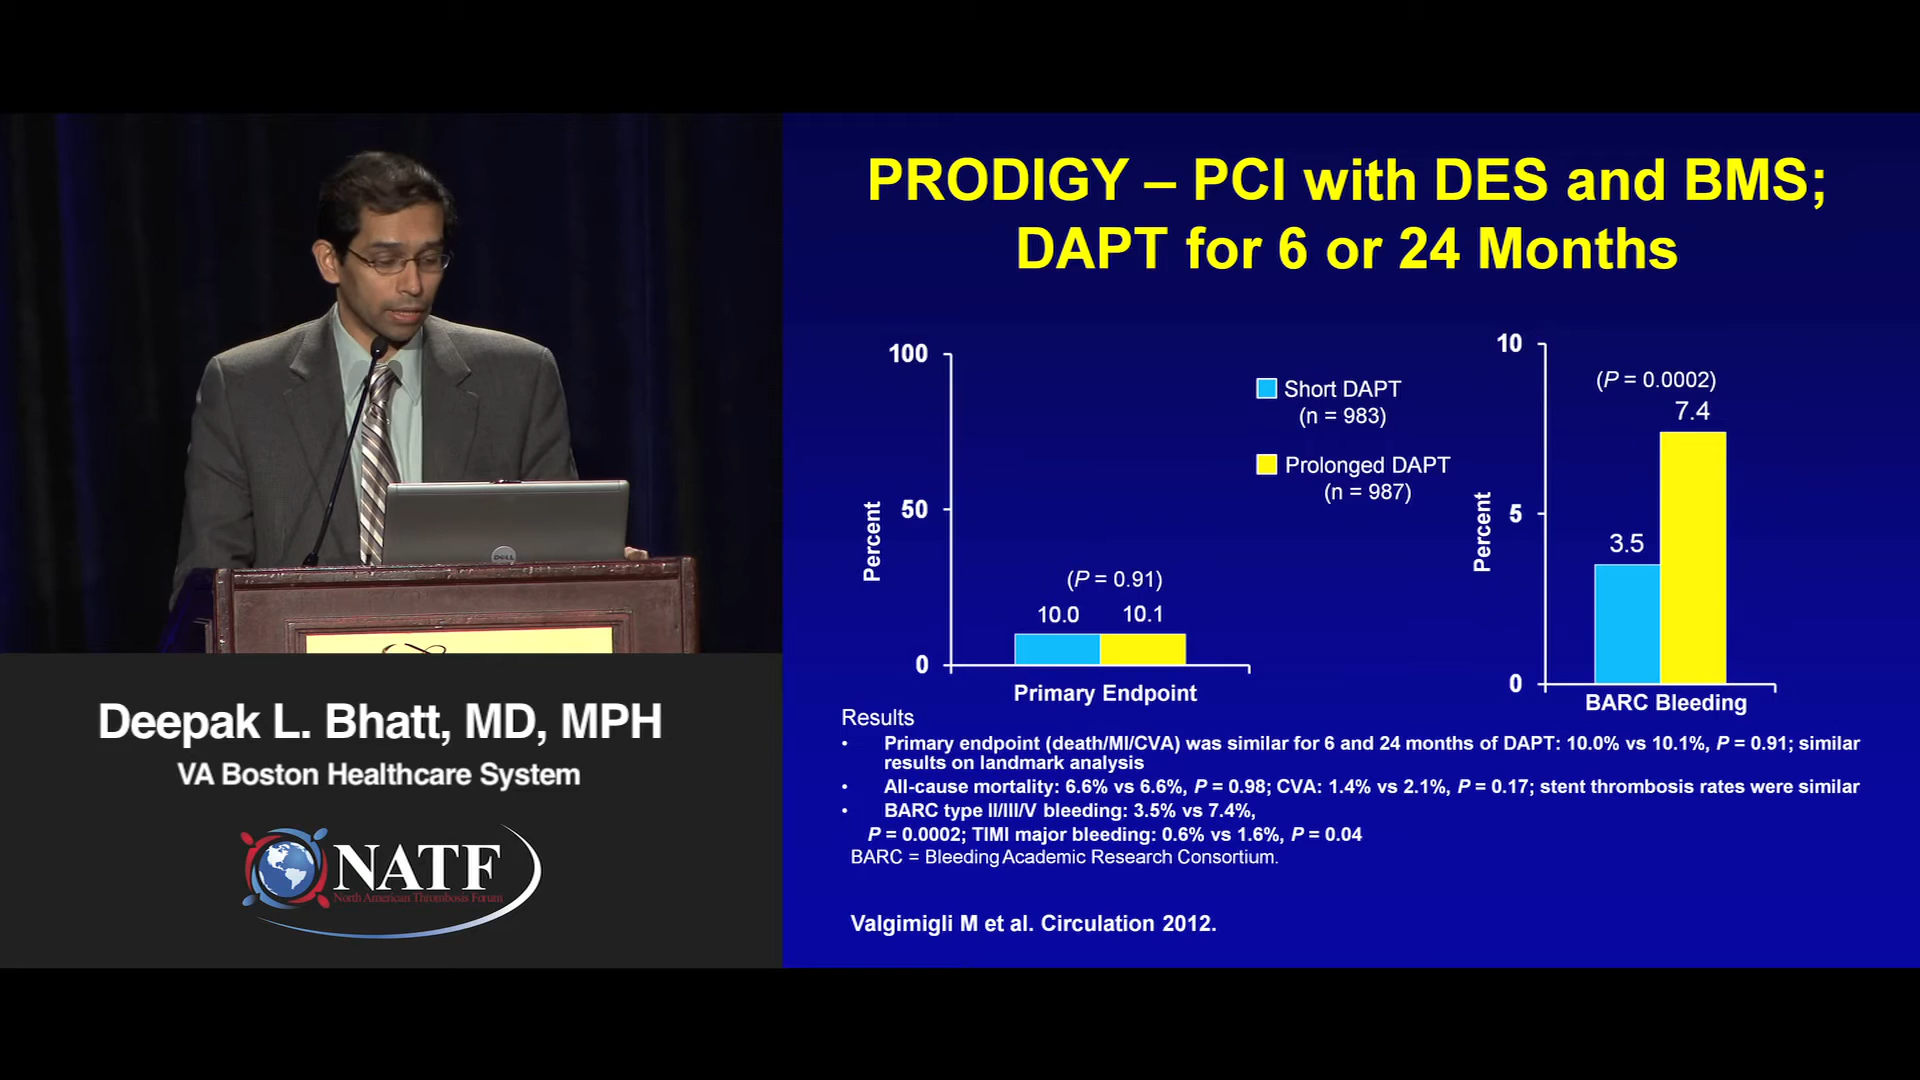 PRODIGY – PCI with DES and BMS;
DAPT for 6 or 24 Months
100
50
0
Percent
(P = 0.91)
10.0
10.1
Primary Endpoint
Short DAPT
(n = 983)
Prolonged DAPT
(n = 987)
10
5
0
Percent
(P = 0.0002)
7.4
3.5
BARC Bleeding
Results
• Primary endpoint (death/MI/CVA) was similar for 6 and 24 months of DAPT: 10.0% vs 10.1%, P = 0.91; similar
results on landmark analysis
• All-cause mortality: 6.6% vs 6.6%, P = 0.98; CVA: 1.4% vs 2.1%, P = 0.17; stent thrombosis rates were similar
• BARC type II/III/V bleeding: 3.5% vs 7.4%,
P = 0.0002; TIMI major bleeding: 0.6% vs 1.6%, P = 0.04
BARC = Bleeding Academic Research Consortium.
Valgimigli M et al. Circulation 2012.
DELL
Deepak L. Bhatt, MD, MPH
VA Boston Healthcare System
NATF
North American Thrombosis Forum